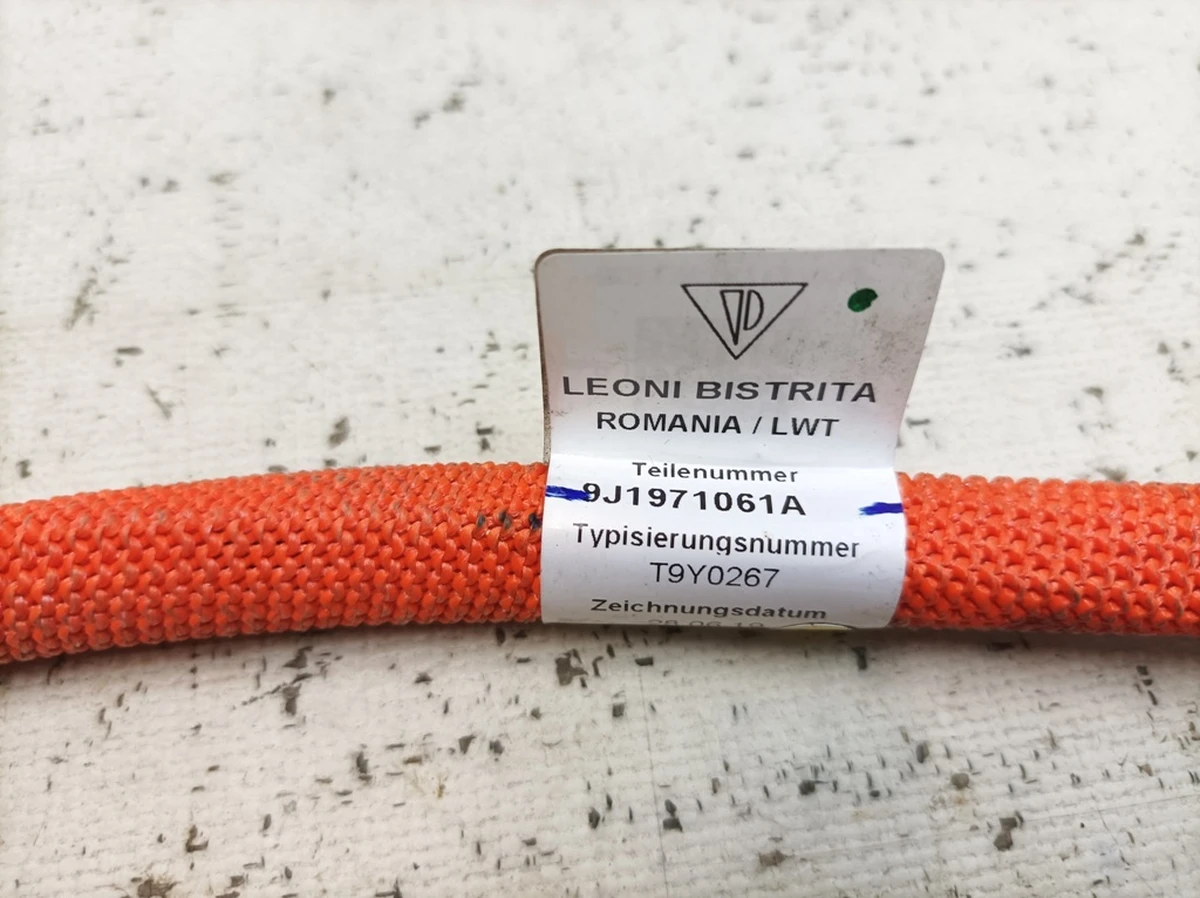 LEONI BISTRITA
ROMANIA / LWT
Teilenummer
9J1971061A
Typisierungsnummer
T9Y0267
Zeichnungsdatum